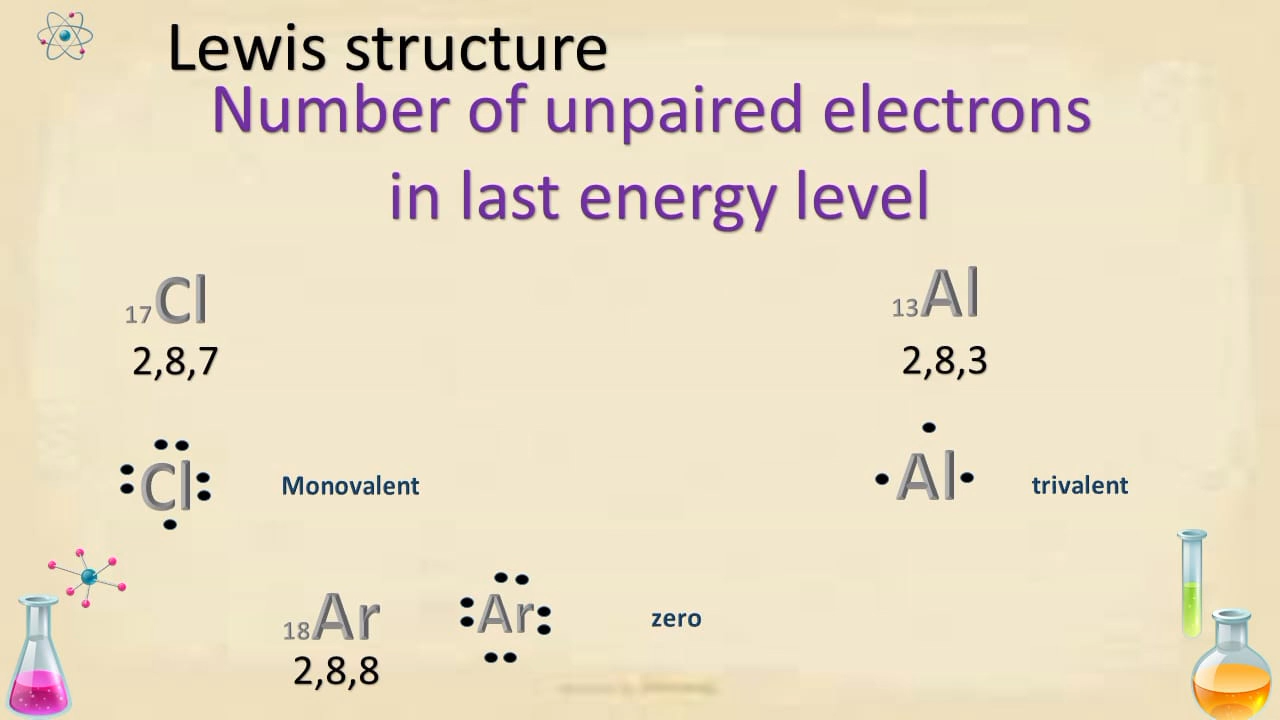 Lewis structure
Number of unpaired electrons
in last energy level
17Cl
13Al
2,8,7
2,8,3
Cl
Monovalent
Al
trivalent
18Ar
Ar
zero
2,8,8